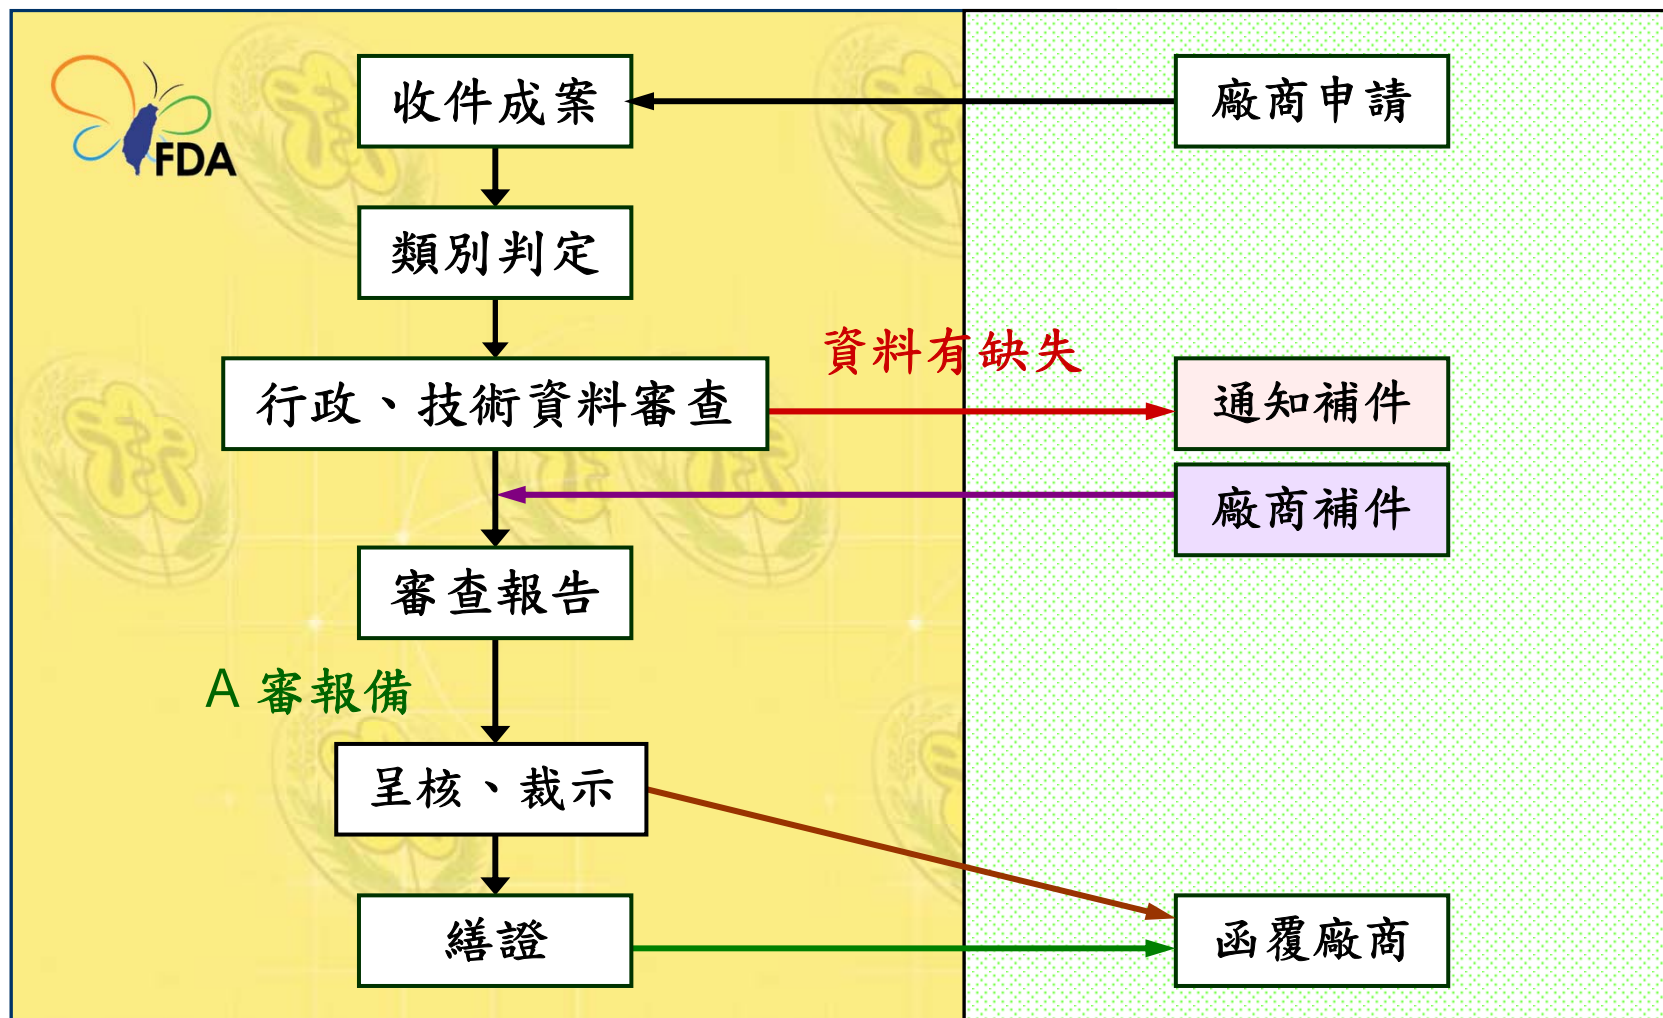 收件成案
廠商申請
FDA
類別判定
資料有缺失
行政、技術資料審查
通知補件
廠商補件
審查報告
A 審報備
呈核、裁示
繕證
函覆廠商